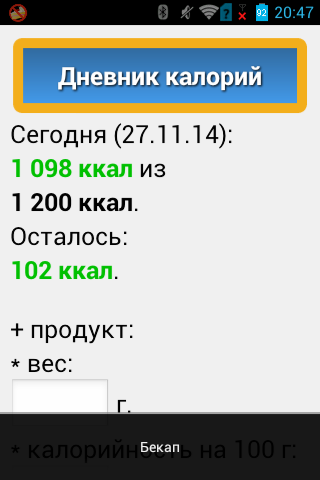 92 20:47
Дневник калорий
Сегодня (27.11.14):
1 098 ккал из
1 200 ккал.
Осталось:
102 ккал.
+ продукт:
* вес:
г.
* калорийность на 100 г:
Бекап